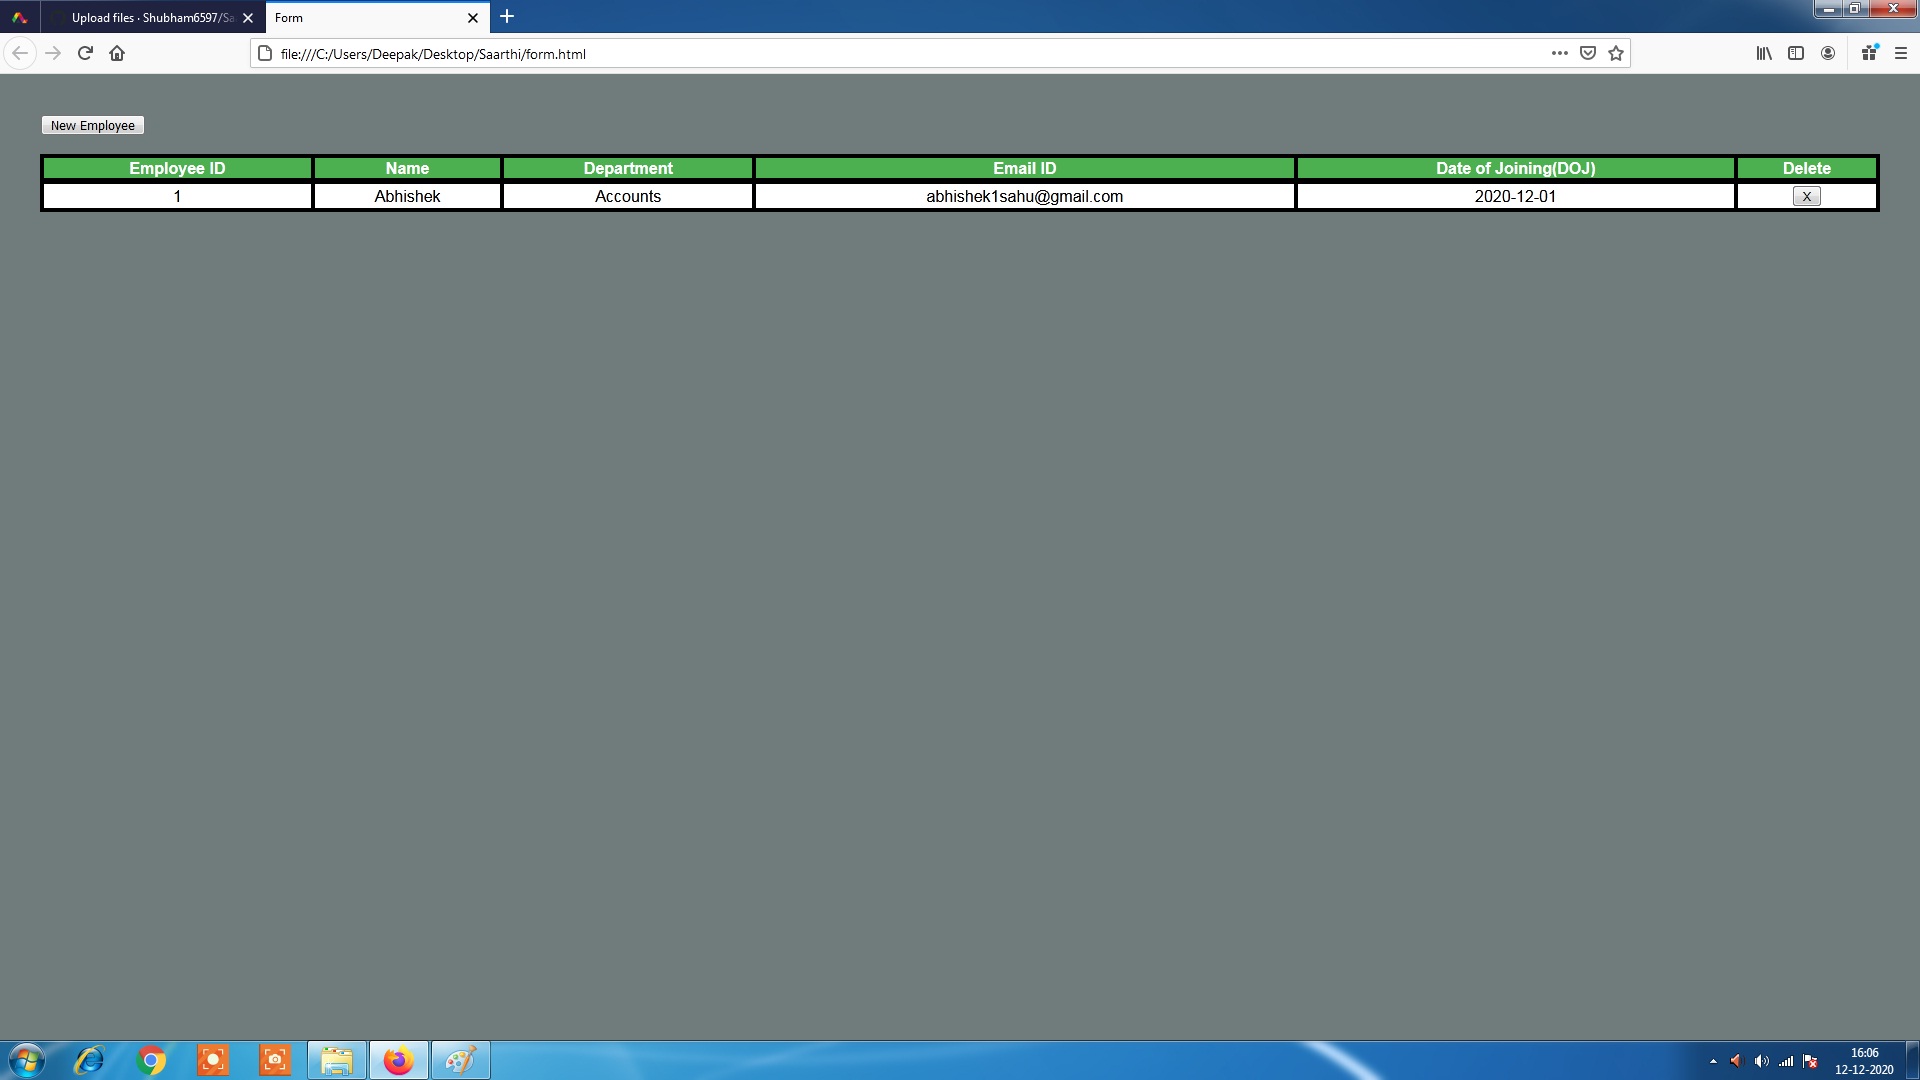 Upload files · Shubham6597/Sa
Form
file:///C:/Users/Deepak/Desktop/Saarthi/form.html
New Employee
Employee ID Name Department Email ID Date of Joining(DOJ) Delete
1 Abhishek Accounts abhishek1sahu@gmail.com 2020-12-01 X
16:06
12-12-2020